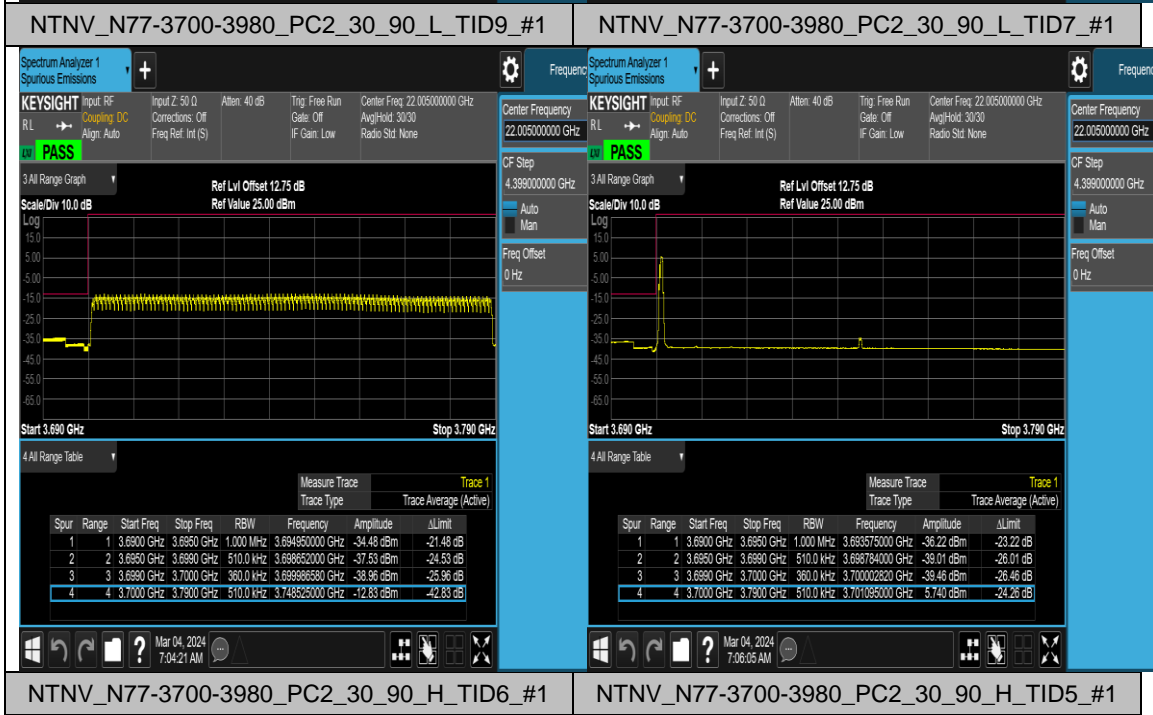 NTNV_N77-3700-3980_PC2_30_90_L_TID9_#1
NTNV_N77-3700-3980_PC2_30_90_L_TID7_#1
Spectrum Analyzer 1
Spurious Emissions
+
Frequenc
KEYSIGHT Input: RF Input Z: 50 Ω Atten: 40 dB Trig: Free Run Center Freq: 22.005000000 GHz
RL Coupling: DC Corrections: Off Gate: Off Avg|Hold: 30/30
Align: Auto Freq Ref: Int (S) IF Gain: Low Radio Std: None
PASS
Center Frequency
22.005000000 GHz
CF Step
4.399000000 GHz
Auto
Man
Freq Offset
0 Hz
3 All Range Graph
Ref Lvl Offset 12.75 dB
Scale/Div 10.0 dB Ref Value 25.00 dBm
Log
15.0
5.00
-5.00
-15.0
-25.0
-35.0
-45.0
-55.0
-65.0
Start 3.690 GHz Stop 3.790 GHz
4 All Range Table
Measure Trace Trace 1
Trace Type Trace Average (Active)
Spur Range Start Freq Stop Freq RBW Frequency Amplitude ΔLimit
1 1 3.6900 GHz 3.6950 GHz 1.000 MHz 3.694950000 GHz -34.48 dBm -21.48 dB
2 2 3.6950 GHz 3.6990 GHz 510.0 kHz 3.698652000 GHz -37.53 dBm -24.53 dB
3 3 3.6990 GHz 3.7000 GHz 360.0 kHz 3.699986580 GHz -38.96 dBm -25.96 dB
4 4 3.7000 GHz 3.7900 GHz 510.0 kHz 3.748525000 GHz -12.83 dBm -42.83 dB
?
Mar 04, 2024
7:04:21 AM
Spectrum Analyzer 1
Spurious Emissions
+
Frequenc
KEYSIGHT Input: RF Input Z: 50 Ω Atten: 40 dB Trig: Free Run Center Freq: 22.005000000 GHz
RL Coupling: DC Corrections: Off Gate: Off Avg|Hold: 30/30
Align: Auto Freq Ref: Int (S) IF Gain: Low Radio Std: None
PASS
Center Frequency
22.005000000 GHz
CF Step
4.399000000 GHz
Auto
Man
Freq Offset
0 Hz
3 All Range Graph
Ref Lvl Offset 12.75 dB
Scale/Div 10.0 dB Ref Value 25.00 dBm
Log
15.0
5.00
-5.00
-15.0
-25.0
-35.0
-45.0
-55.0
-65.0
Start 3.690 GHz Stop 3.790 GHz
4 All Range Table
Measure Trace Trace 1
Trace Type Trace Average (Active)
Spur Range Start Freq Stop Freq RBW Frequency Amplitude ΔLimit
1 1 3.6900 GHz 3.6950 GHz 1.000 MHz 3.693575000 GHz -36.22 dBm -23.22 dB
2 2 3.6950 GHz 3.6990 GHz 510.0 kHz 3.698784000 GHz -39.01 dBm -26.01 dB
3 3 3.6990 GHz 3.7000 GHz 360.0 kHz 3.700002820 GHz -39.46 dBm -26.46 dB
4 4 3.7000 GHz 3.7900 GHz 510.0 kHz 3.701095000 GHz 5.740 dBm -24.26 dB
?
Mar 04, 2024
7:06:05 AM
NTNV_N77-3700-3980_PC2_30_90_H_TID6_#1
NTNV_N77-3700-3980_PC2_30_90_H_TID5_#1